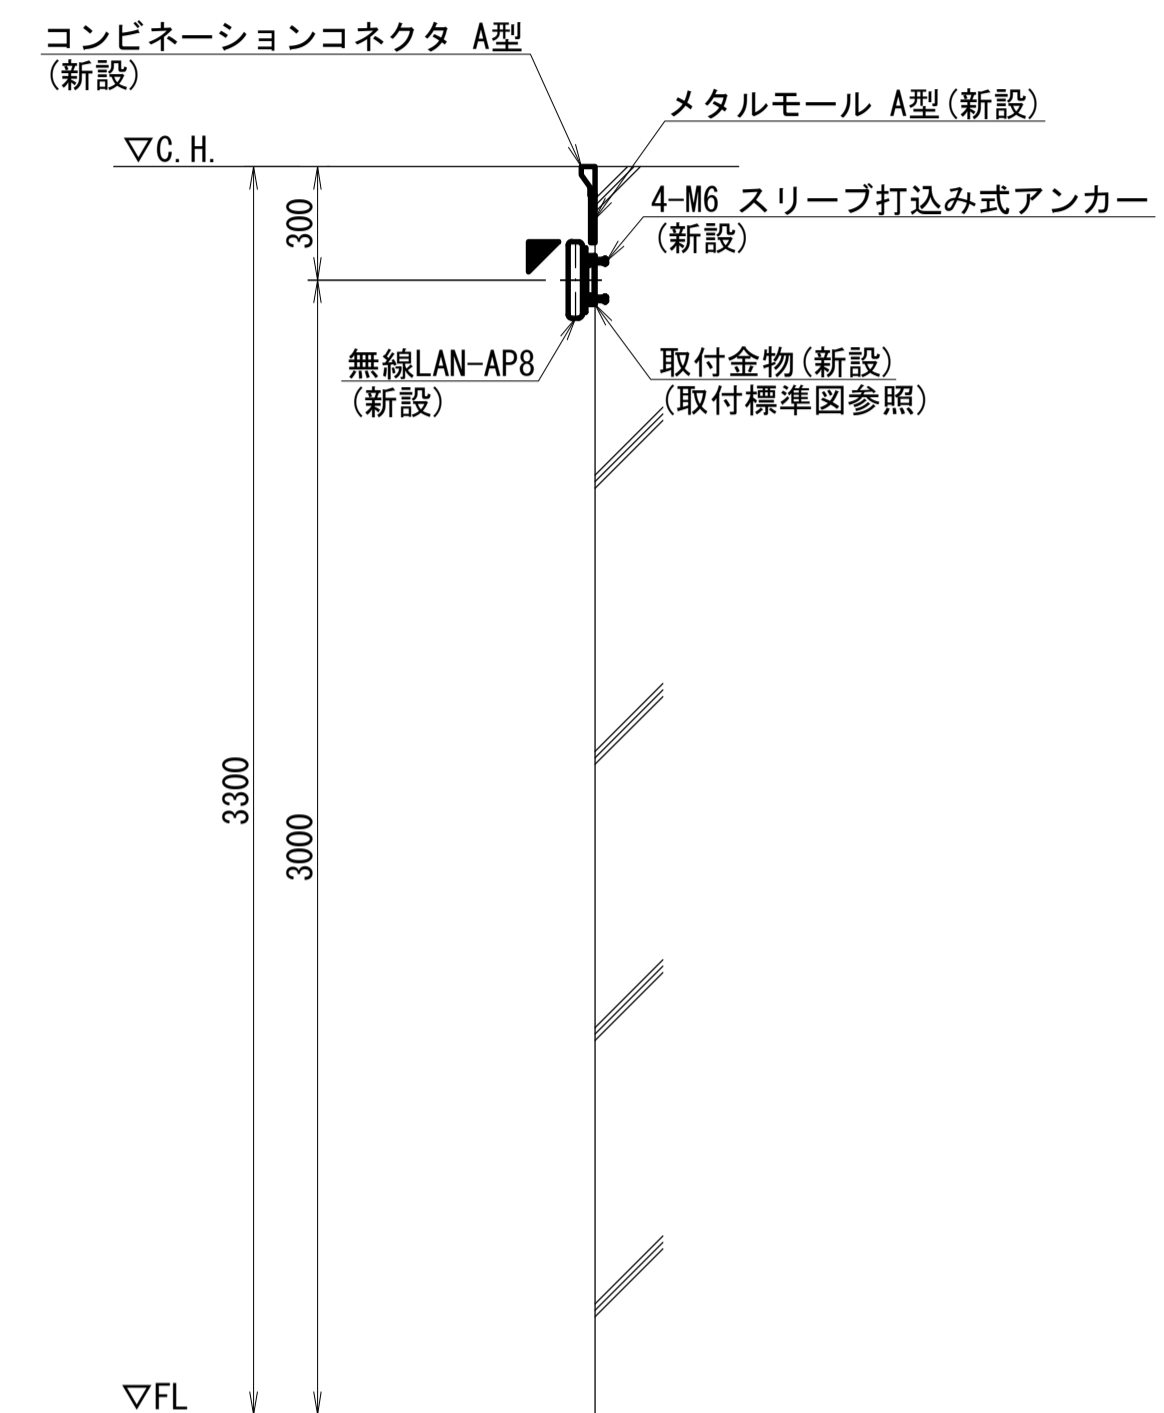 コンビネーションコネクタ A型
(新設)
メタルモール A型(新設)
▽C.H.
4-M6 スリーブ打込み式アンカー
(新設)
300
無線LAN-AP8
(新設)
取付金物(新設)
(取付標準図参照)
3300
3000
▽FL